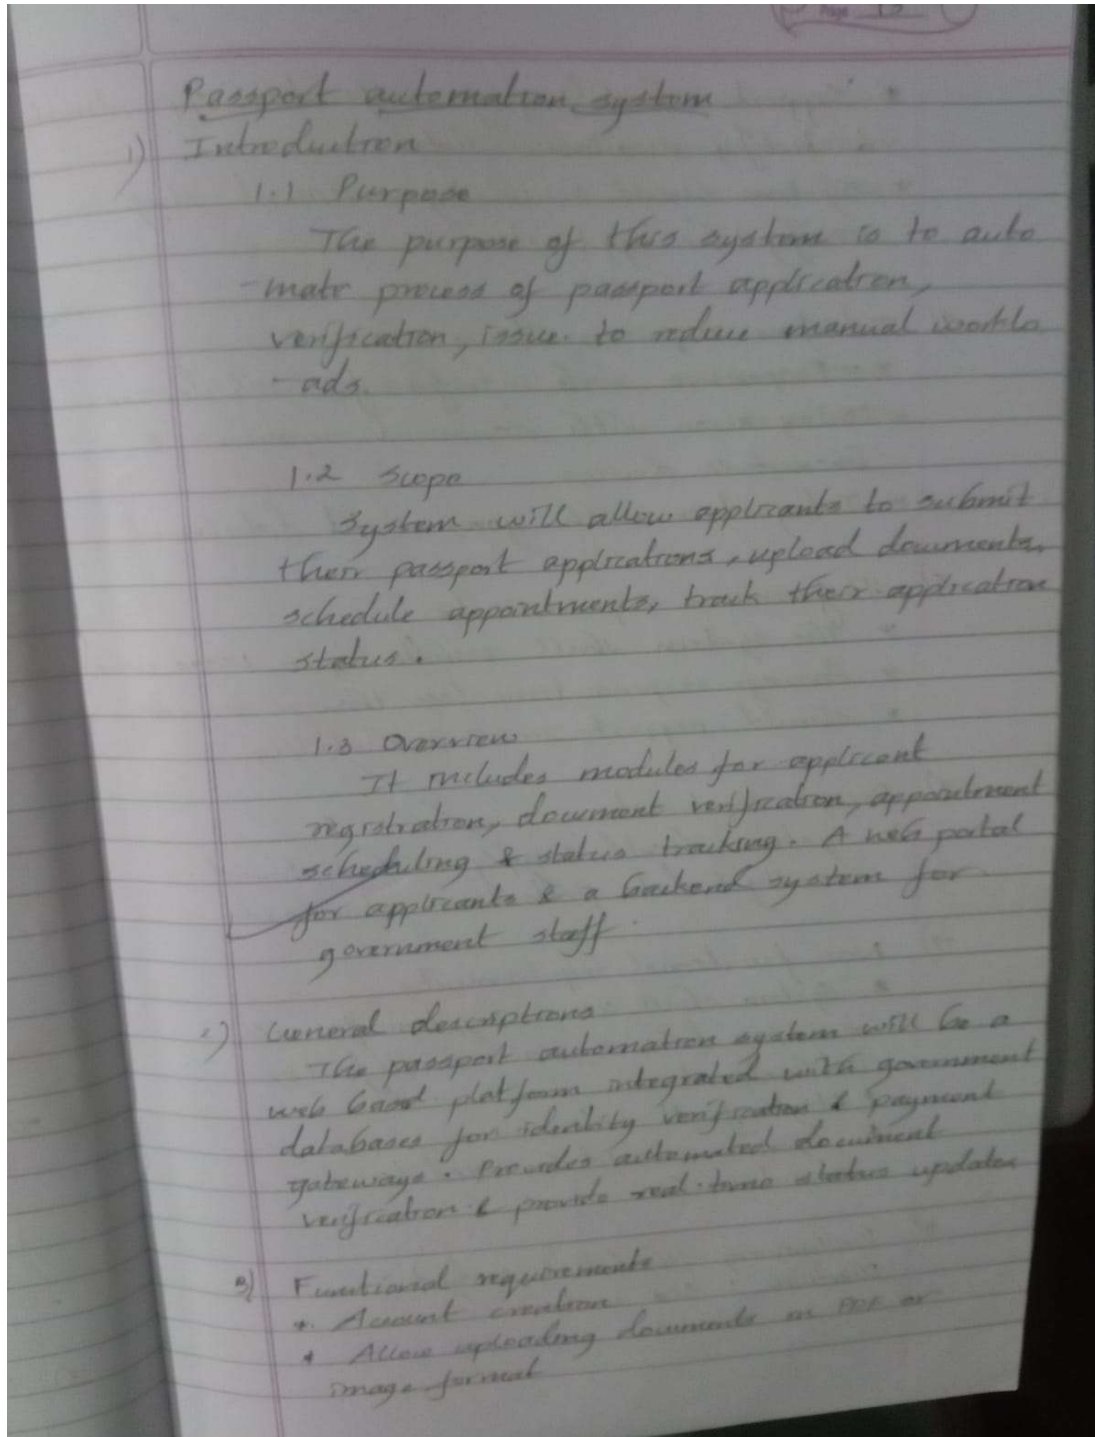 Page 15
Passport automation system
1) Introduction
1.1 Purpose
The purpose of this system is to auto
-mate process of passport application,
verification, issue to reduce manual worklo
-ads.
1.2 Scope
System will allow applicants to submit
their passport applications, upload documents,
schedule appointments, track their application
status.
1.3 Overview
It includes modules for applicant
registration, document verification, appointment
scheduling & status tracking. A web portal
for applicants & a backend system for
government staff.
2) General descriptions
The passport automation system will be a
web based platform integrated with government
databases for identity verification & payment
gateways. Provides automated document
verification & provide real-time status updates
3) Functional requirements
* Account creation
* Allow uploading documents in PDF or
image format